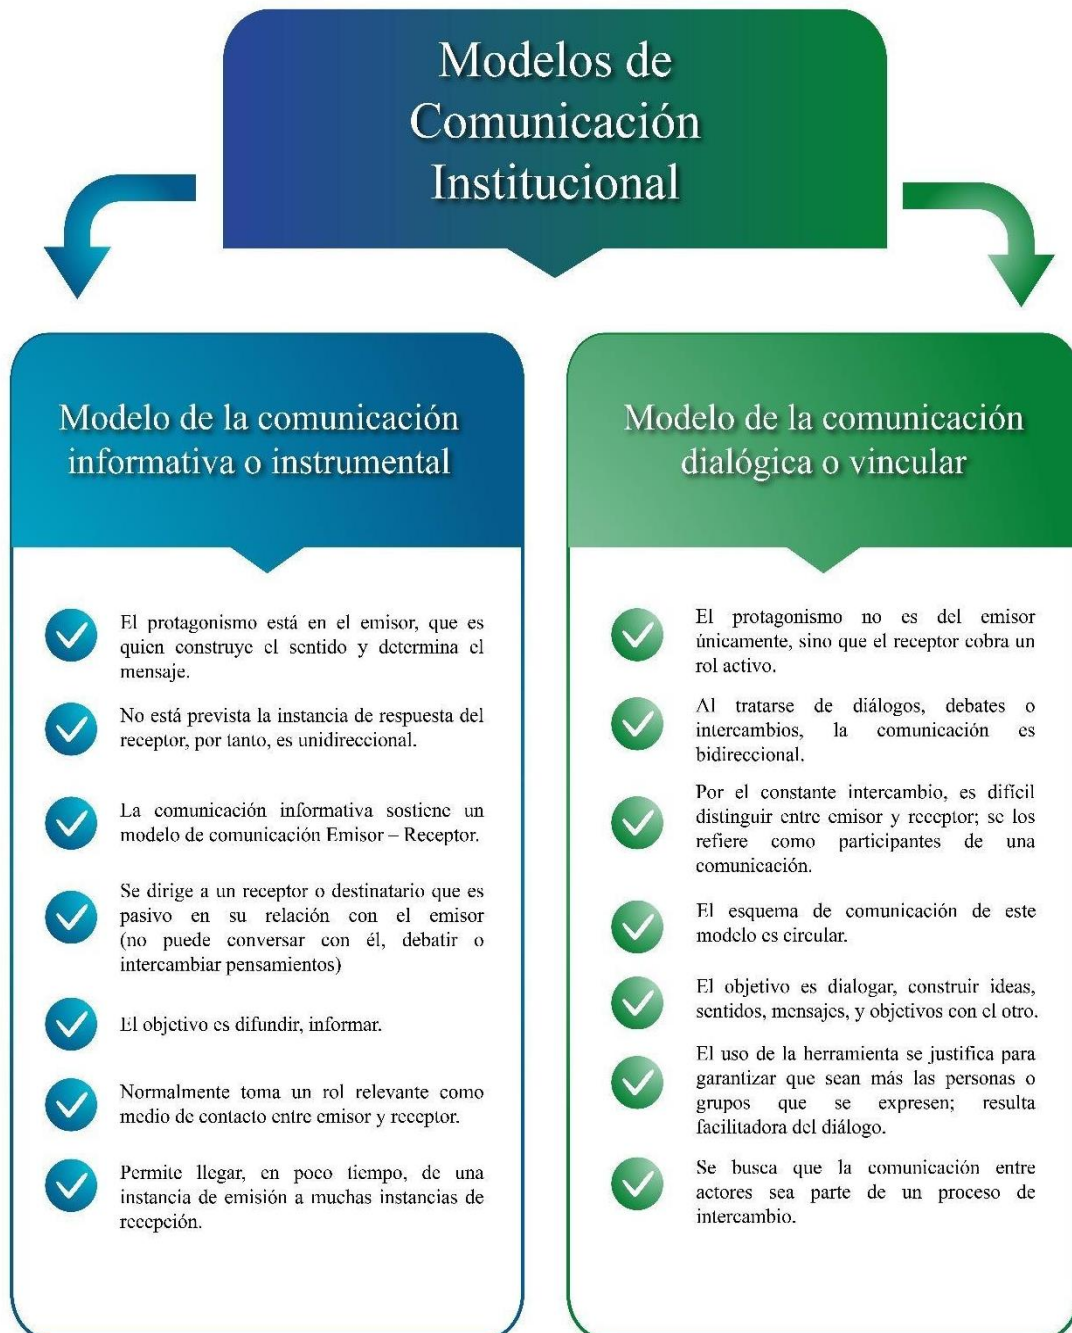 Modelos de
Comunicación
Institucional
Modelo de la comunicación
informativa o instrumental
El protagonismo está en el emisor, que es
quien construye el sentido y determina el
mensaje.
No está prevista la instancia de respuesta del
receptor, por tanto, es unidireccional.
La comunicación informativa sostiene un
modelo de comunicación Emisor – Receptor.
Se dirige a un receptor o destinatario que es
pasivo en su relación con el emisor
(no puede conversar con él, debatir o
intercambiar pensamientos)
El objetivo es difundir, informar.
Normalmente toma un rol relevante como
medio de contacto entre emisor y receptor.
Permite llegar, en poco tiempo, de una
instancia de emisión a muchas instancias de
recepción.
Modelo de la comunicación
dialógica o vincular
El protagonismo no es del emisor
únicamente, sino que el receptor cobra un
rol activo.
Al tratarse de diálogos, debates o
intercambios, la comunicación es
bidireccional.
Por el constante intercambio, es difícil
distinguir entre emisor y receptor; se los
refiere como participantes de una
comunicación.
El esquema de comunicación de este
modelo es circular.
El objetivo es dialogar, construir ideas,
sentidos, mensajes, y objetivos con el otro.
El uso de la herramienta se justifica para
garantizar que sean más las personas o
grupos que se expresen; resulta
facilitadora del diálogo.
Se busca que la comunicación entre
actores sea parte de un proceso de
intercambio.